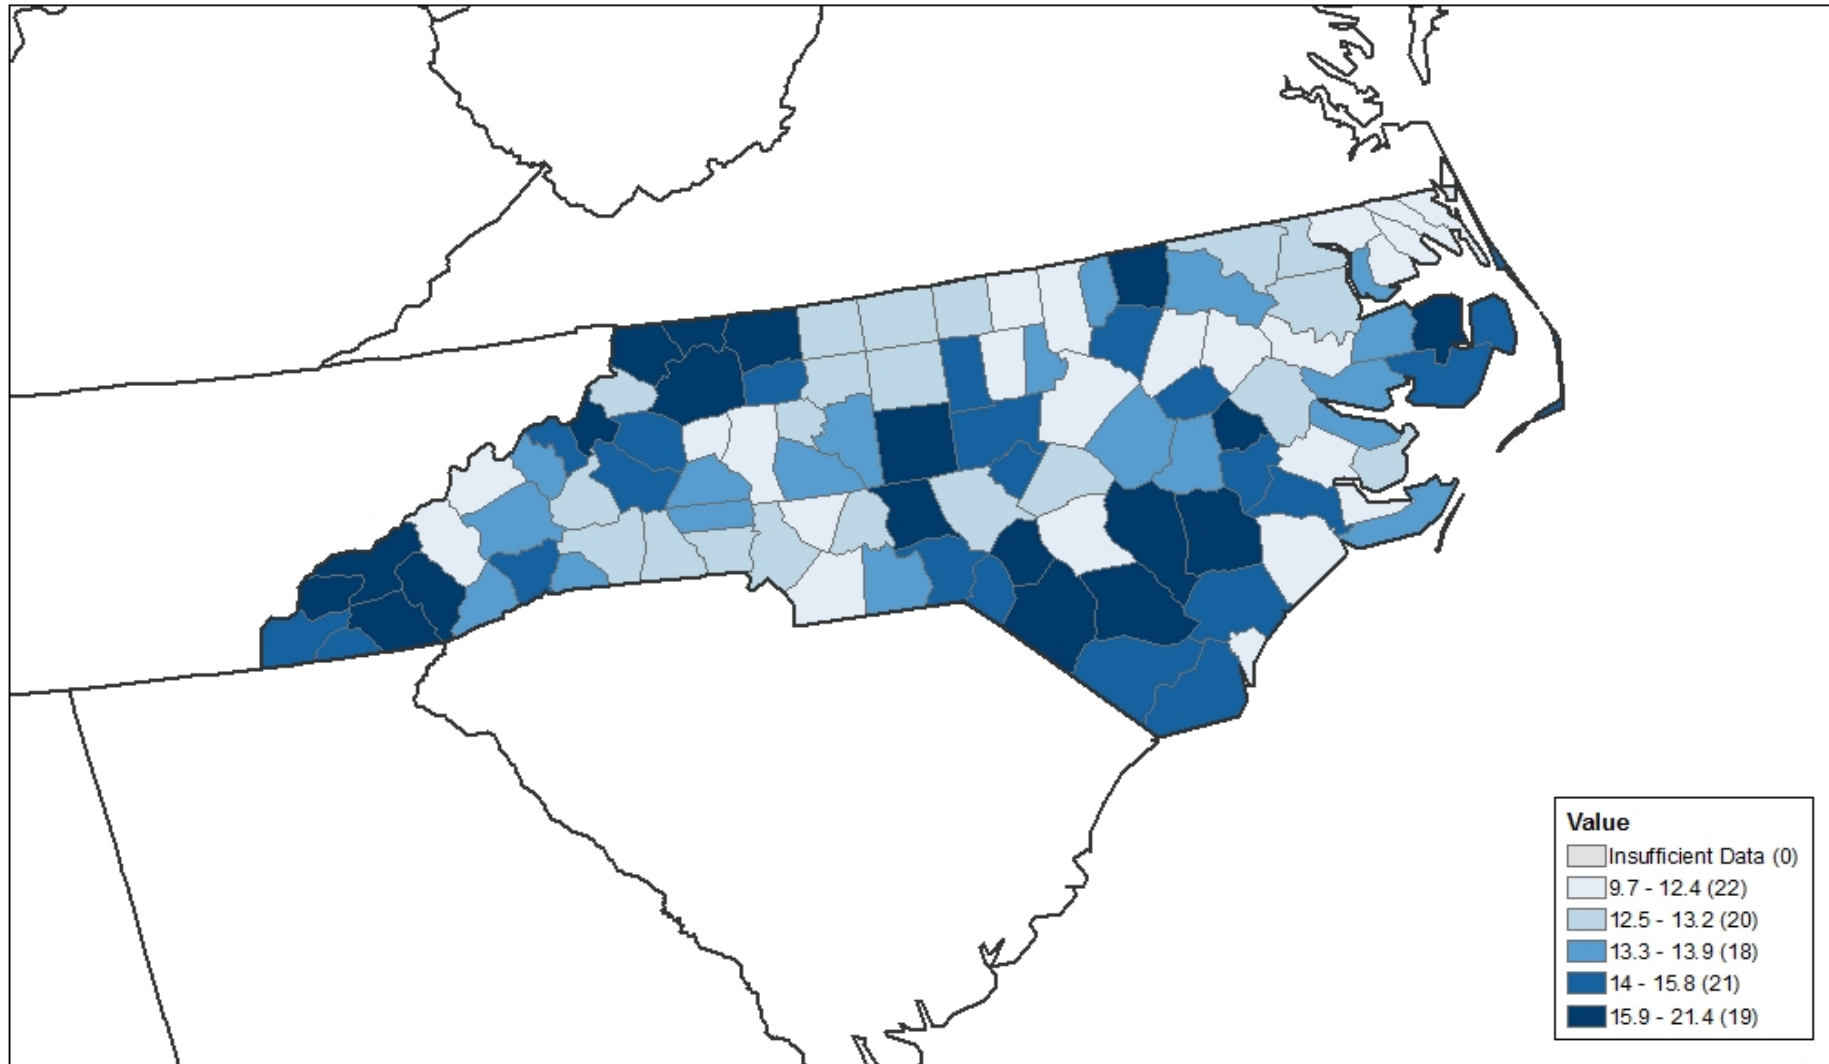 Value
Insufficient Data (0)
9.7 - 12.4 (22)
12.5 - 13.2 (20)
13.3 - 13.9 (18)
14 - 15.8 (21)
15.9 - 21.4 (19)